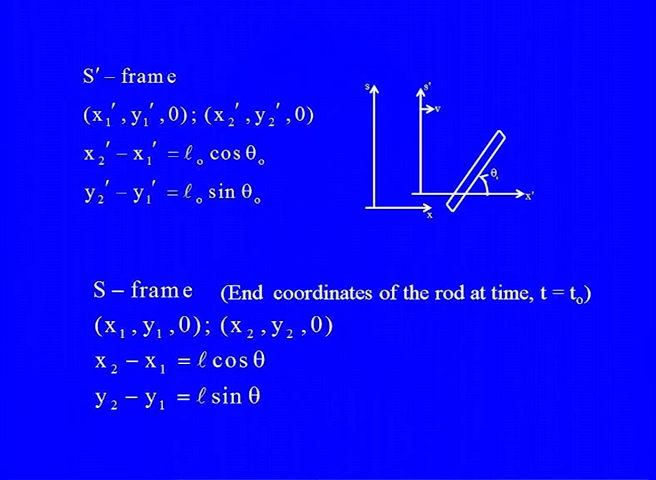 S′ – frame
(x₁′, y₁′, 0); (x₂′, y₂′, 0)
x₂′ – x₁′ = ℓₒ cos θₒ
y₂′ – y₁′ = ℓₒ sin θₒ
S
S'
v
θ
x'
x
S – frame (End coordinates of the rod at time, t = tₒ)
(x₁, y₁, 0); (x₂, y₂, 0)
x₂ – x₁ = ℓ cos θ
y₂ – y₁ = ℓ sin θ